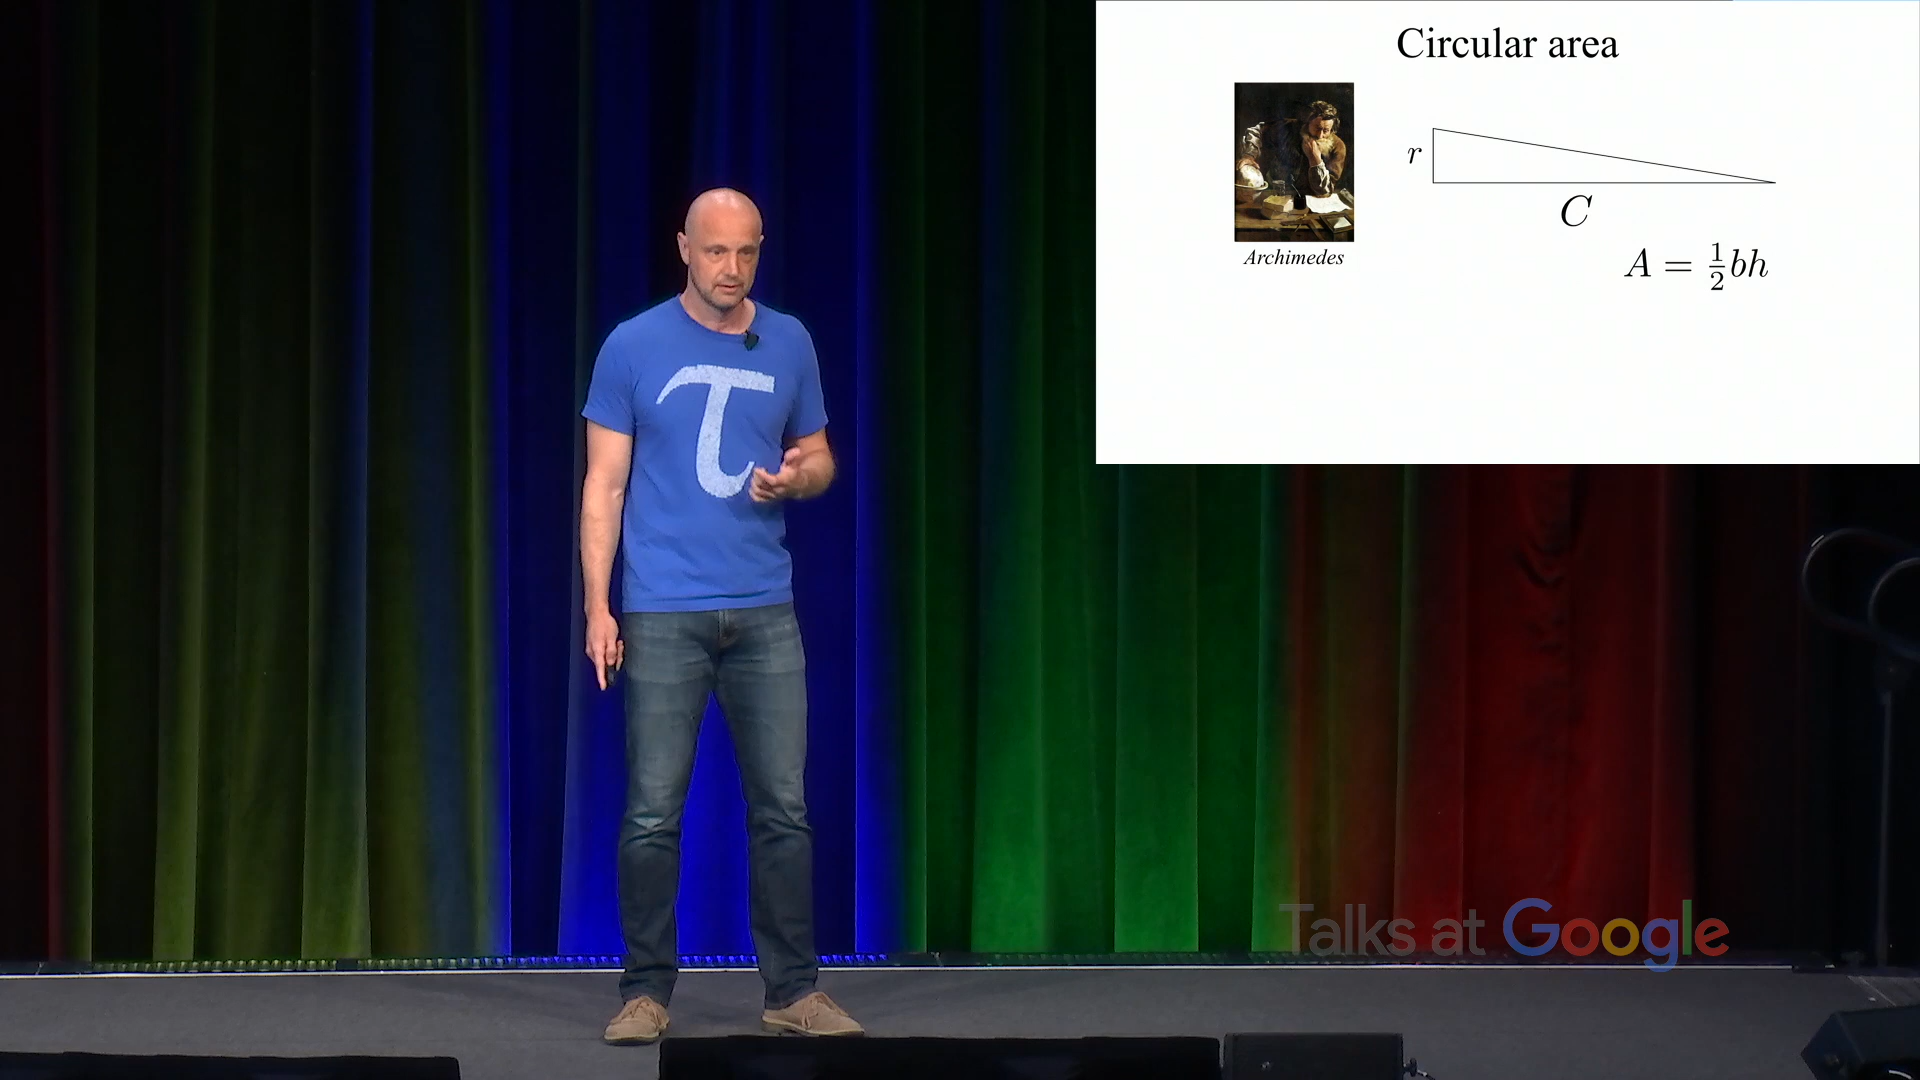 Circular area
r
C
Archimedes
A = ½bh
τ
Talks at Google